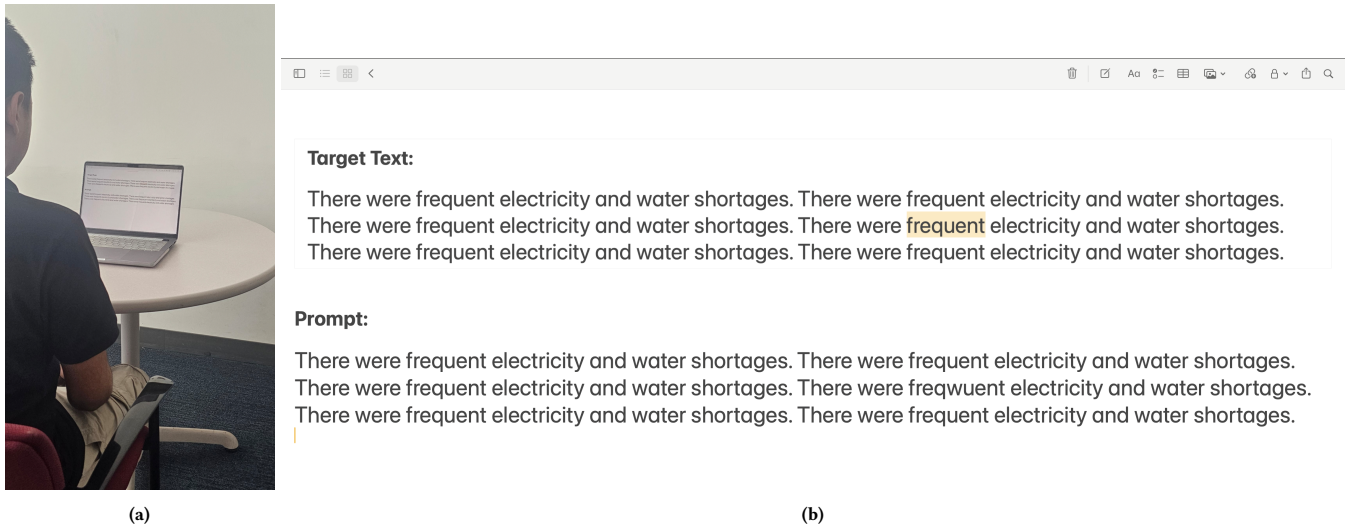 Aa
Target Text:
There were frequent electricity and water shortages. There were frequent electricity and water shortages.
There were frequent electricity and water shortages. There were frequent electricity and water shortages.
There were frequent electricity and water shortages. There were frequent electricity and water shortages.
Prompt:
There were frequent electricity and water shortages. There were frequent electricity and water shortages.
There were frequent electricity and water shortages. There were freqwuent electricity and water shortages.
There were frequent electricity and water shortages. There were frequent electricity and water shortages.
(a)
(b)